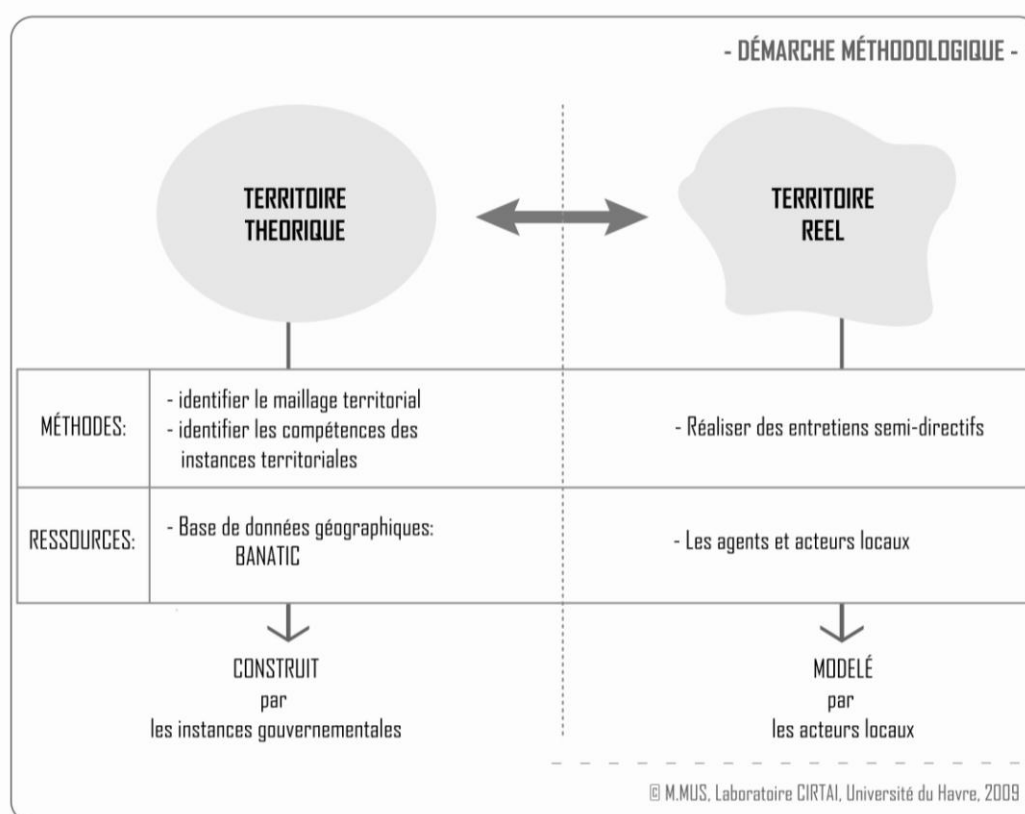 - DÉMARCHE MÉTHODOLOGIQUE -
TERRITOIRE
THEORIQUE
TERRITOIRE
REEL
MÉTHODES:
- identifier le maillage territorial
- identifier les compétences des
instances territoriales
- Réaliser des entretiens semi-directifs
RESSOURCES:
- Base de données géographiques:
BANATIC
- Les agents et acteurs locaux
CONSTRUIT
par
les instances gouvernementales
MODELÉ
par
les acteurs locaux
© M.MUS, Laboratoire CIRTAI, Université du Havre, 2009